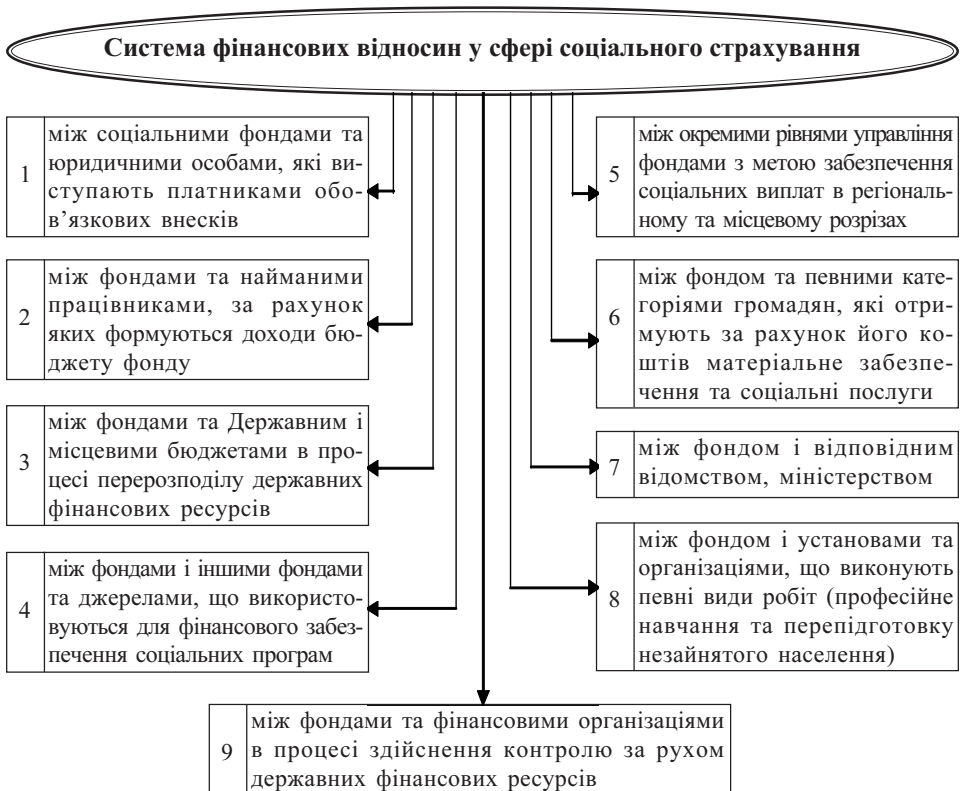 Система фінансових відносин у сфері соціального страхування
1
між соціальними фондами та
юридичними особами, які ви-
ступають платниками обо-
в'язкових внесків
2
між фондами та найманими
працівниками, за рахунок
яких формуються доходи бю-
джету фонду
3
між фондами та Державним і
місцевими бюджетами в про-
цесі перерозподілу державних
фінансових ресурсів
4
між фондами і іншими фондами
та джерелами, що використо-
вуються для фінансового забез-
печення соціальних програм
5
між окремими рівнями управління
фондами з метою забезпечення
соціальних виплат в регіональ-
ному та місцевому розрізах
6
між фондом та певними кате-
горіями громадян, які отри-
мують за рахунок його ко-
штів матеріальне забезпе-
чення та соціальні послуги
7
між фондом і відповідним
відомством, міністерством
8
між фондом і установами та
організаціями, що виконують
певні види робіт (професійне
навчання та перепідготовку
незайнятого населення)
9
між фондами та фінансовими організаціями
в процесі здійснення контролю за рухом
державних фінансових ресурсів